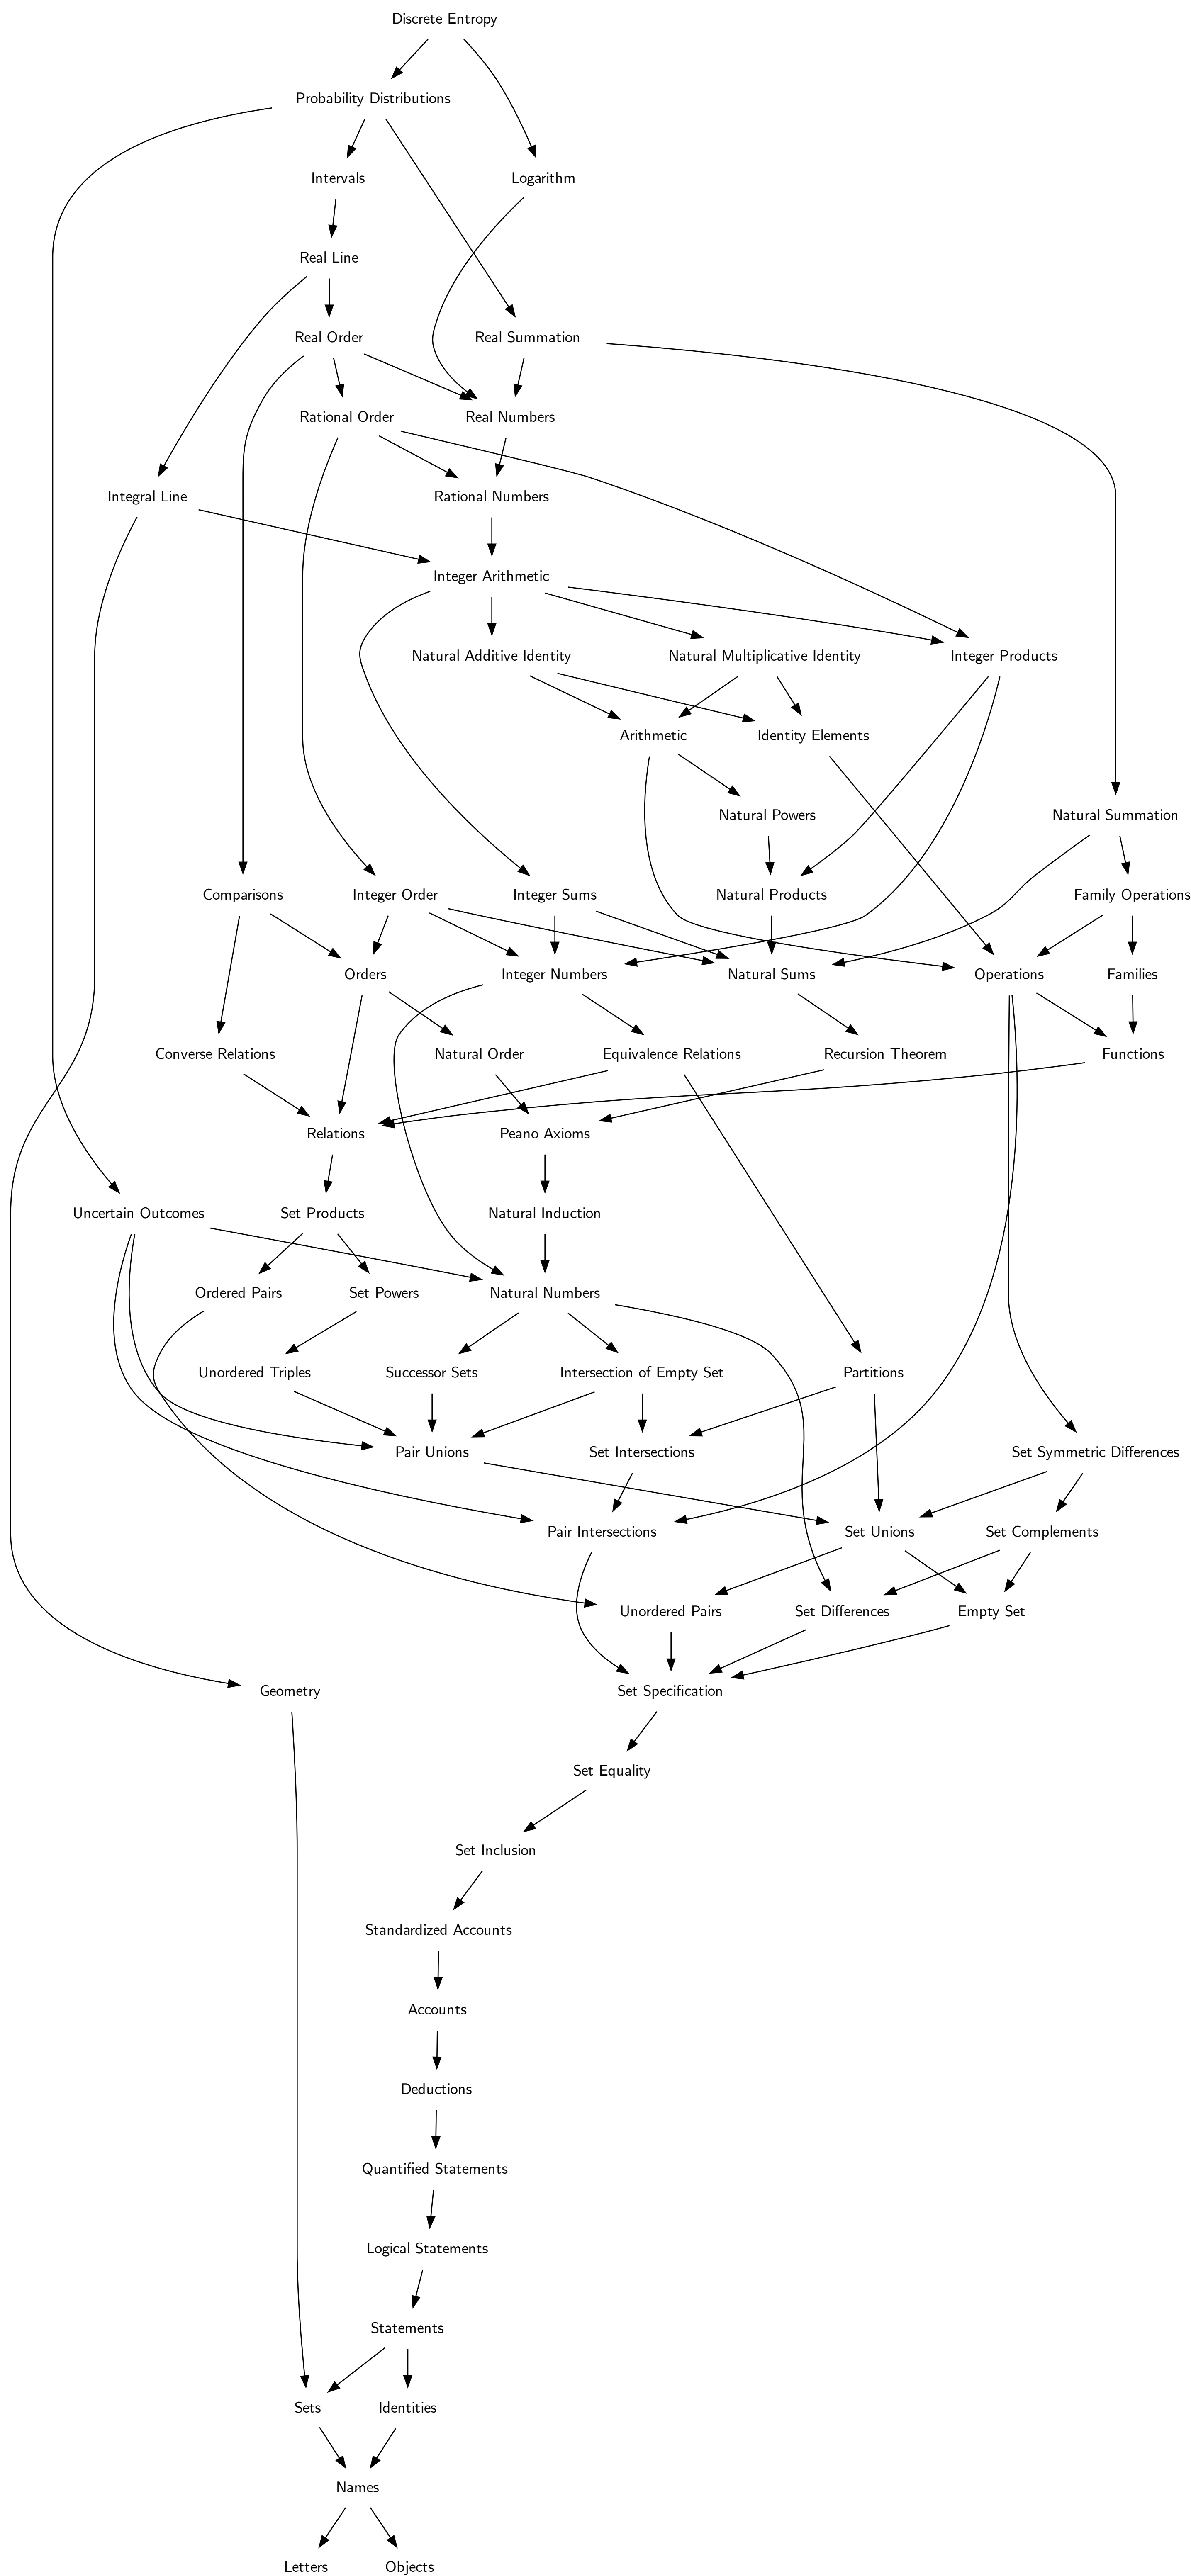 Discrete Entropy
Probability Distributions
Intervals
Logarithm
Real Line
Real Order
Real Summation
Rational Order
Real Numbers
Integral Line
Rational Numbers
Integer Arithmetic
Natural Additive Identity
Natural Multiplicative Identity
Integer Products
Arithmetic
Identity Elements
Natural Powers
Natural Summation
Comparisons
Integer Order
Integer Sums
Natural Products
Family Operations
Orders
Integer Numbers
Natural Sums
Operations
Families
Converse Relations
Natural Order
Equivalence Relations
Recursion Theorem
Functions
Relations
Peano Axioms
Uncertain Outcomes
Set Products
Natural Induction
Ordered Pairs
Set Powers
Natural Numbers
Unordered Triples
Successor Sets
Intersection of Empty Set
Partitions
Pair Unions
Set Intersections
Set Symmetric Differences
Pair Intersections
Set Unions
Set Complements
Unordered Pairs
Set Differences
Empty Set
Geometry
Set Specification
Set Equality
Set Inclusion
Standardized Accounts
Accounts
Deductions
Quantified Statements
Logical Statements
Statements
Sets
Identities
Names
Letters
Objects